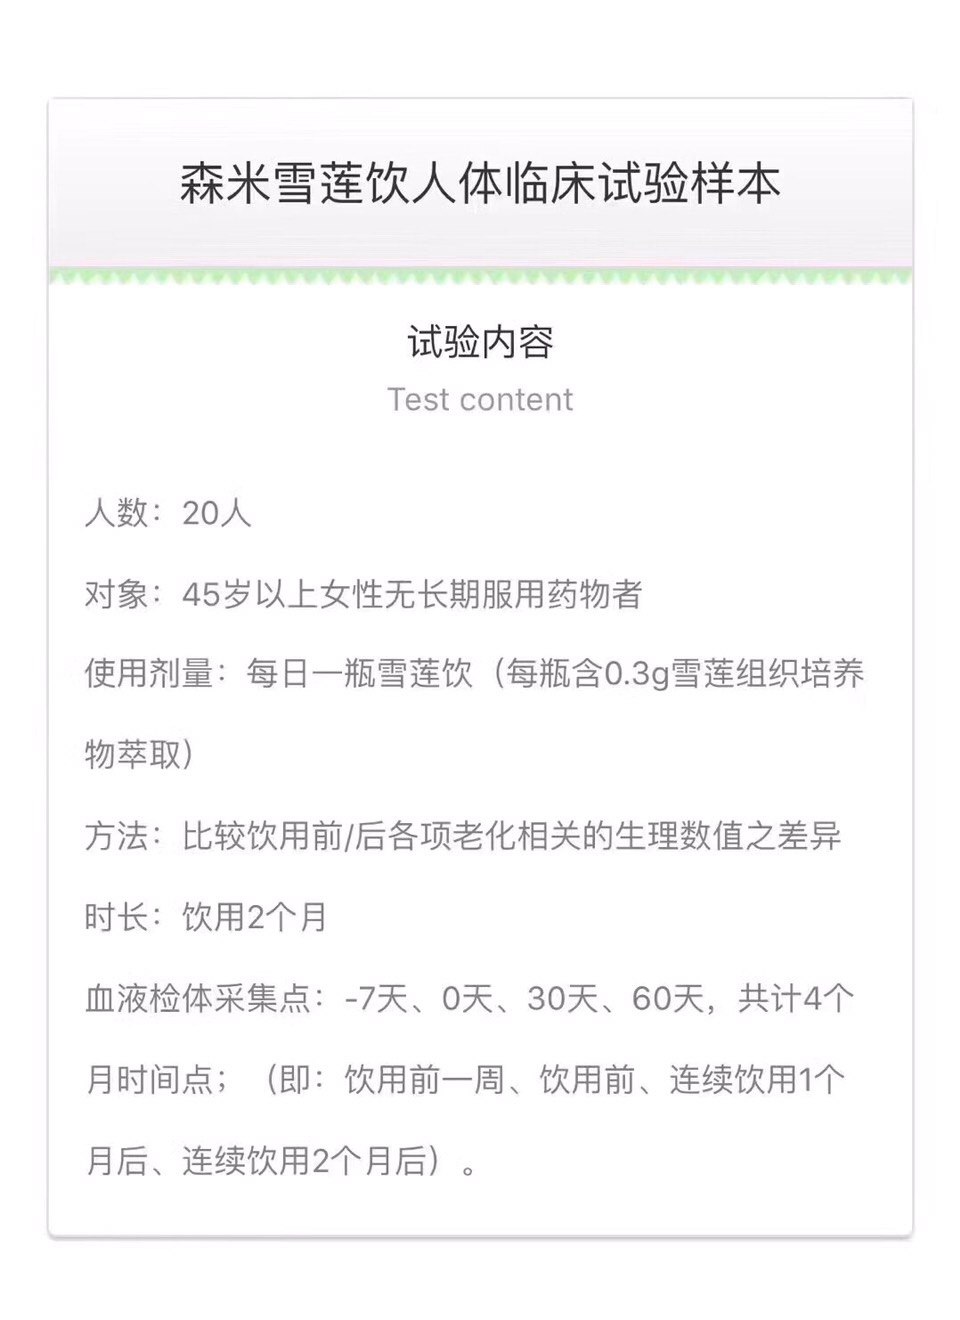 森米雪莲饮人体临床试验样本
试验内容
Test content
人数：20人
对象：45岁以上女性无长期服用药物者
使用剂量：每日一瓶雪莲饮（每瓶含0.3g雪莲组织培养
物萃取）
方法：比较饮用前/后各项老化相关的生理数值之差异
时长：饮用2个月
血液检体采集点：-7天、0天、30天、60天，共计4个
月时间点；（即：饮用前一周、饮用前、连续饮用1个
月后、连续饮用2个月后）。